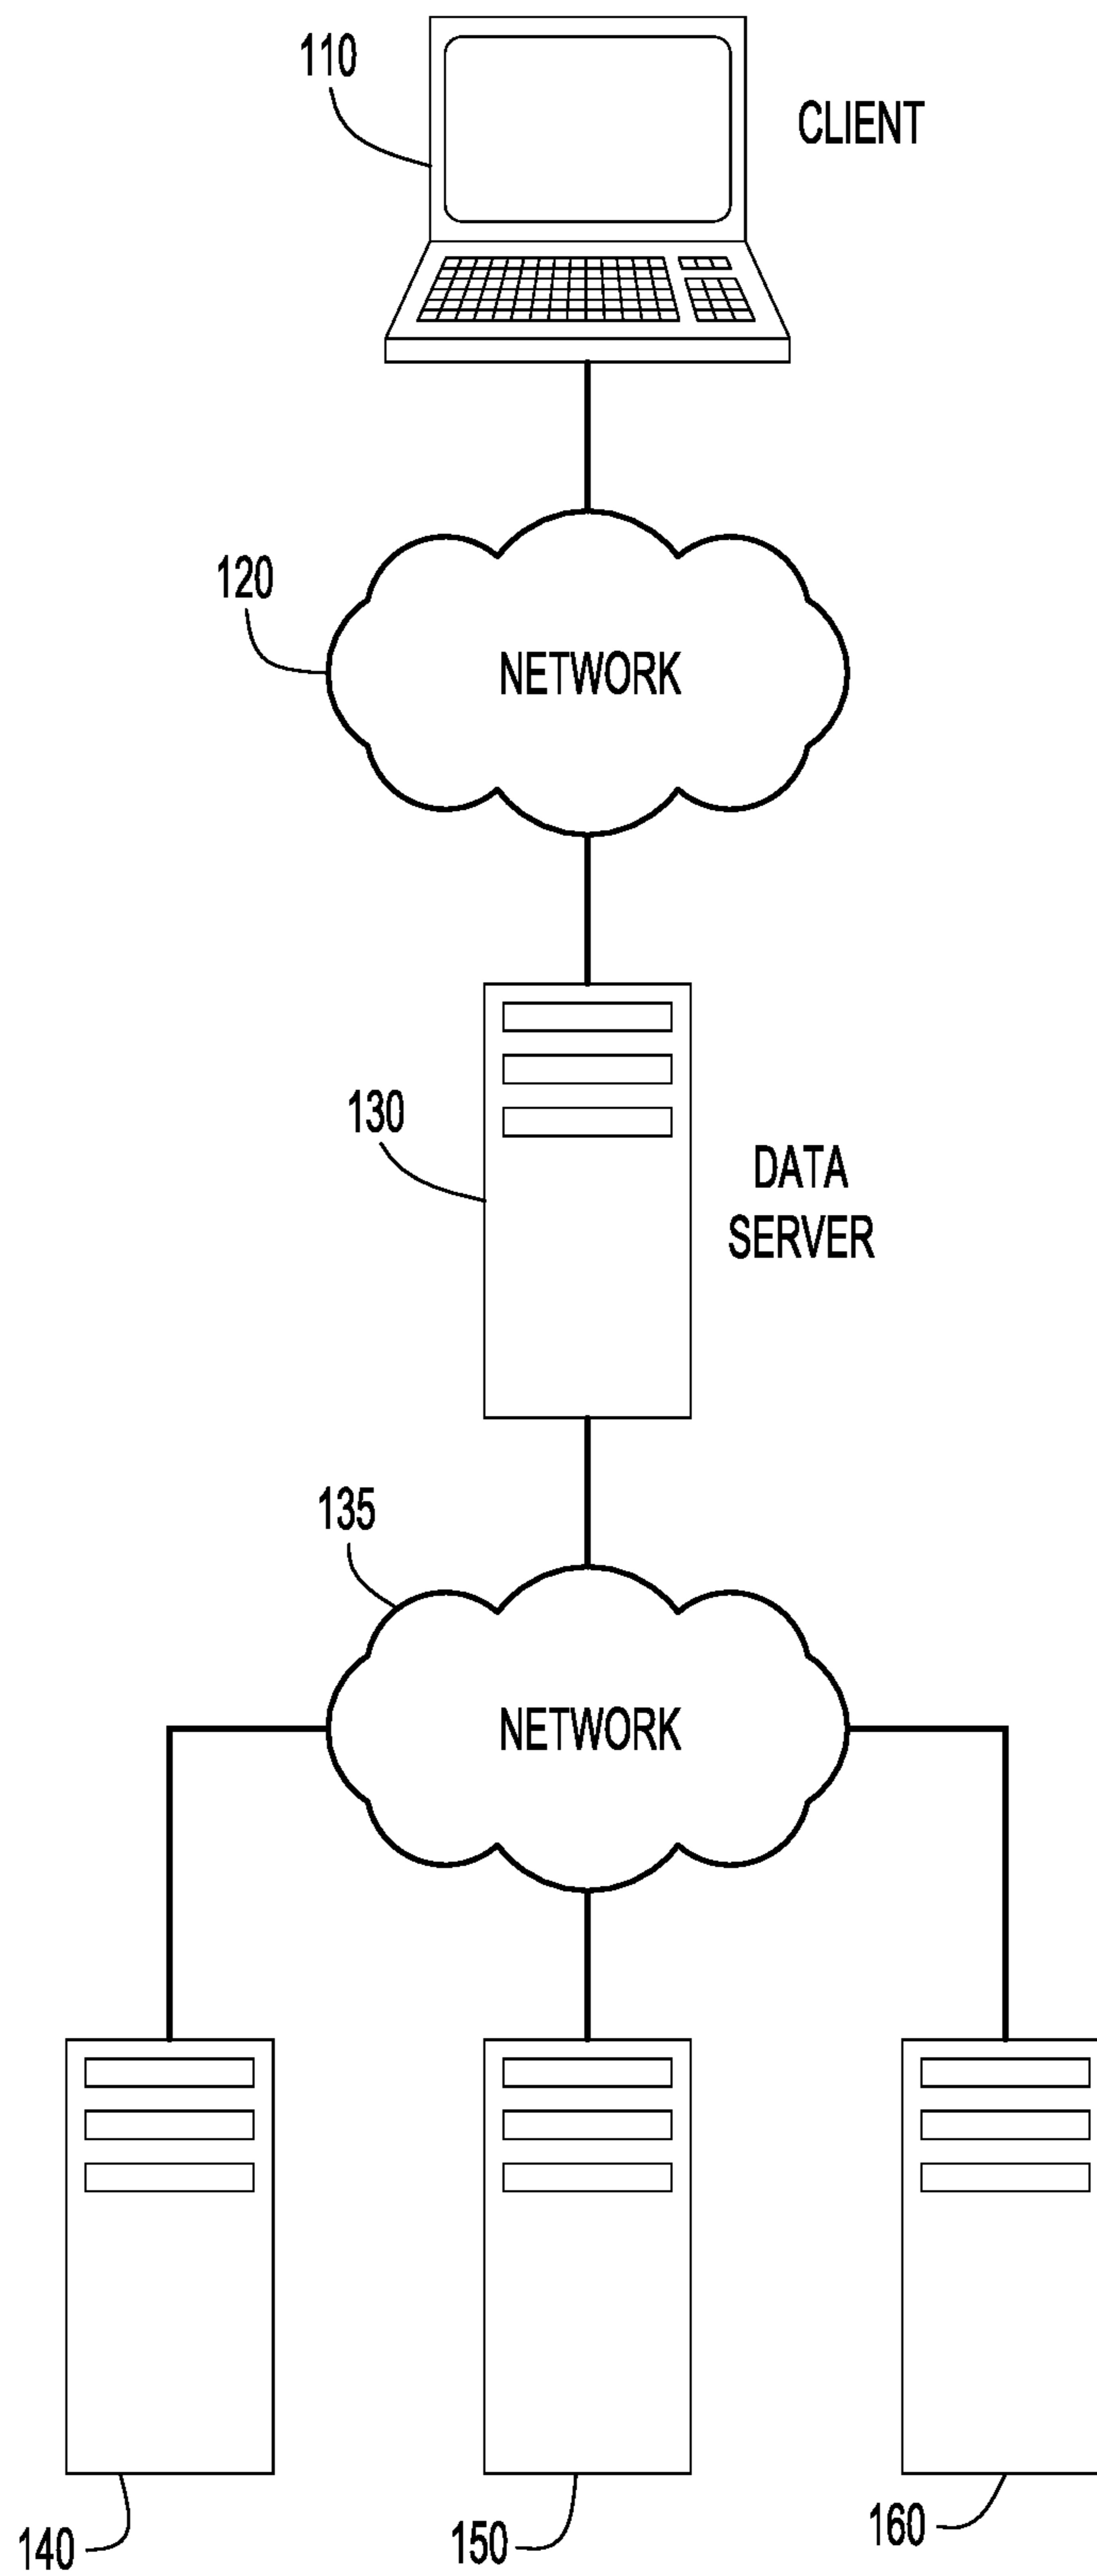 110
CLIENT
120
NETWORK
130
DATA
SERVER
135
NETWORK
140
150
160